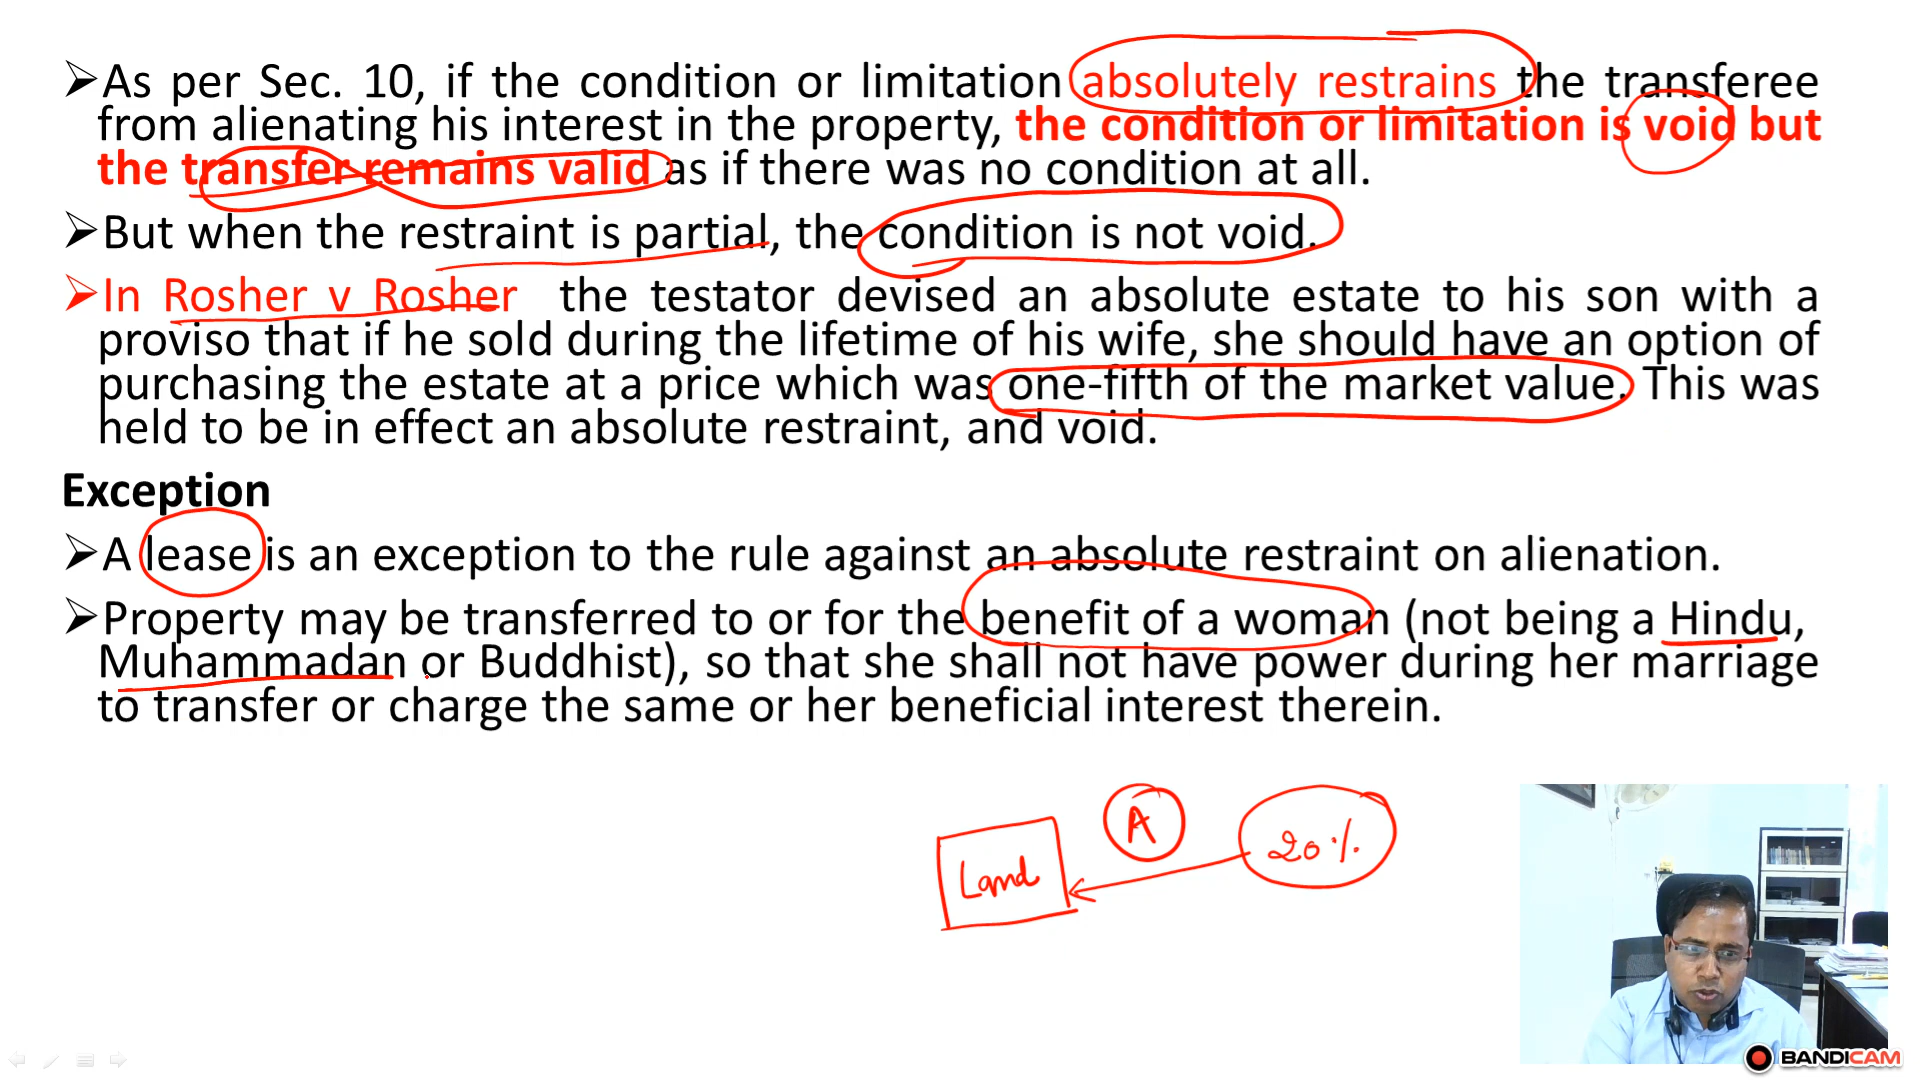 ➢As per Sec. 10, if the condition or limitation absolutely restrains the transferee
from alienating his interest in the property, the condition or limitation is void but
the transfer remains valid as if there was no condition at all.
➢But when the restraint is partial, the condition is not void.
➢In Rosher v Rosher the testator devised an absolute estate to his son with a
proviso that if he sold during the lifetime of his wife, she should have an option of
purchasing the estate at a price which was one-fifth of the market value. This was
held to be in effect an absolute restraint, and void.
Exception
➢A lease is an exception to the rule against an absolute restraint on alienation.
➢Property may be transferred to or for the benefit of a woman (not being a Hindu,
Muhammadan or Buddhist), so that she shall not have power during her marriage
to transfer or charge the same or her beneficial interest therein.
A
20%
Land
BANDICAM